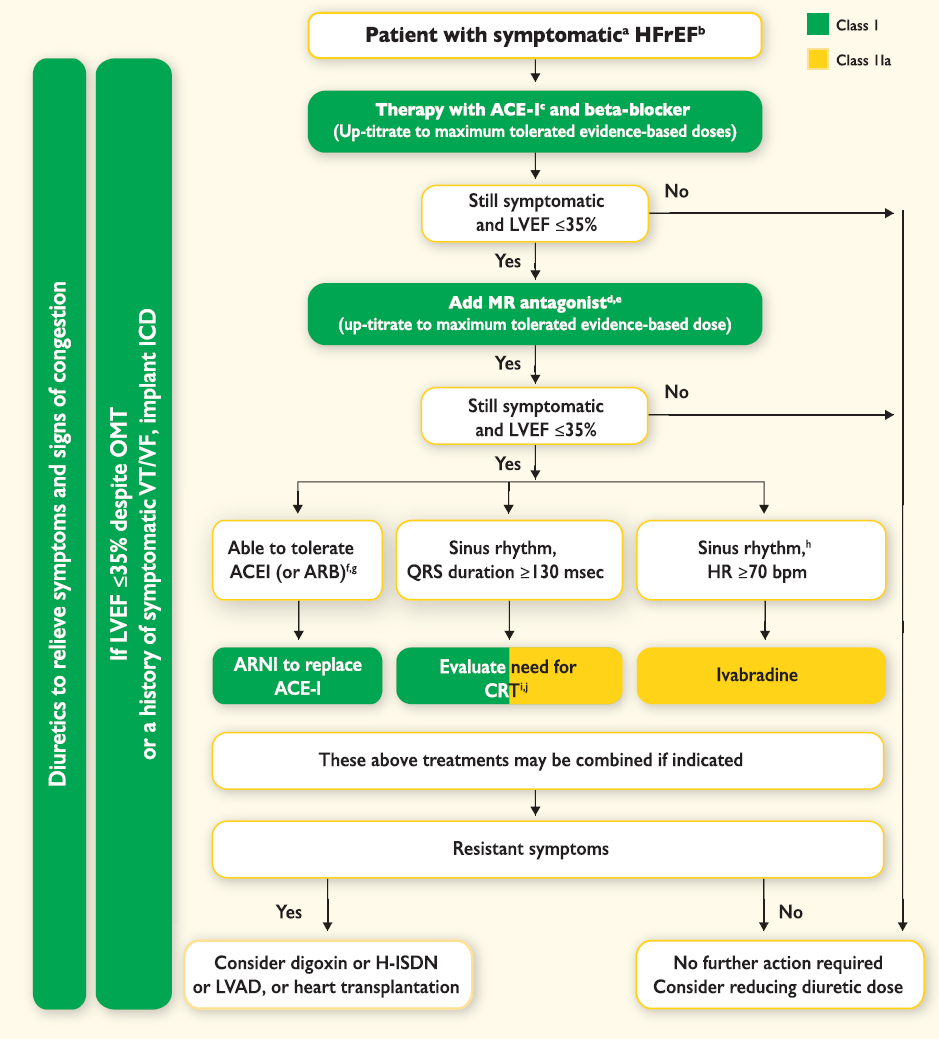 Patient with symptomaticᵃ HFrEFᵇ
Class I
Class IIa
Therapy with ACE-Iᶜ and beta-blocker
(Up-titrate to maximum tolerated evidence-based doses)
Still symptomatic
and LVEF ≤35%
No
Yes
Add MR antagonistᵈ,ᵉ
(up-titrate to maximum tolerated evidence-based dose)
Yes
Still symptomatic
and LVEF ≤35%
No
Yes
Able to tolerate
ACEI (or ARB)ᶠ,ᵍ
Sinus rhythm,
QRS duration ≥130 msec
Sinus rhythm,ʰ
HR ≥70 bpm
ARNI to replace
ACE-I
Evaluate need for
CRTⁱ,ʲ
Ivabradine
These above treatments may be combined if indicated
Resistant symptoms
Yes
No
Consider digoxin or H-ISDN
or LVAD, or heart transplantation
No further action required
Consider reducing diuretic dose
Diuretics to relieve symptoms and signs of congestion
If LVEF ≤35% despite OMT
or a history of symptomatic VT/VF, implant ICD